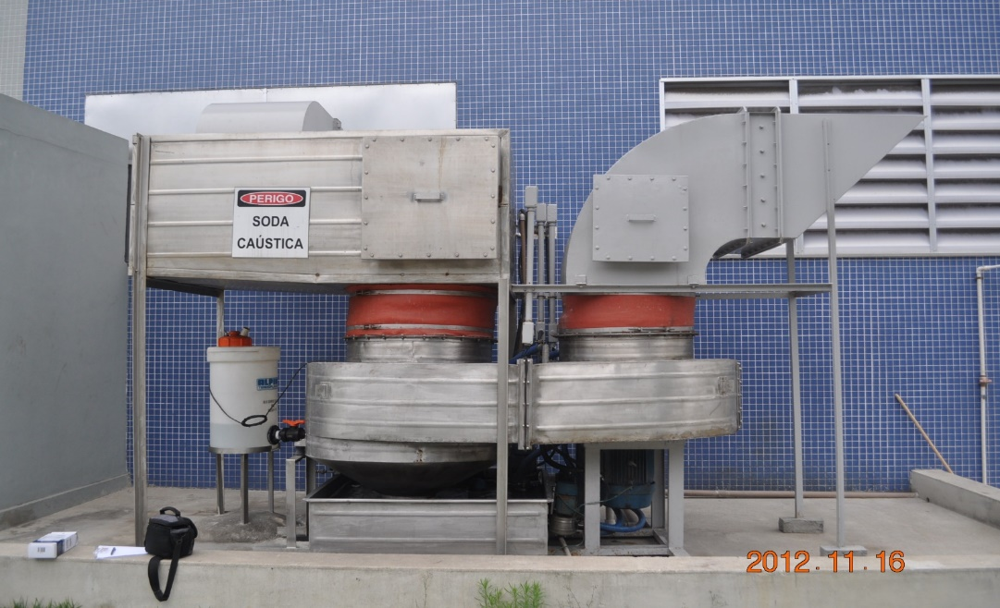 PERIGO
SODA
CAÚSTICA
2012.11.16